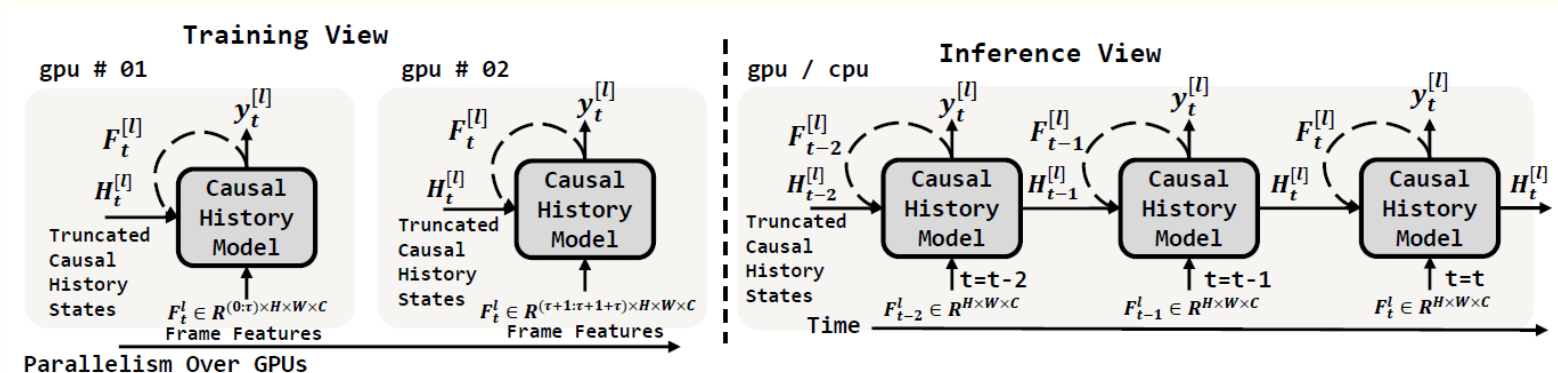 Training View
gpu # 01
y_t^{[l]}
F_t^{[l]}
H_t^{[l]}
Causal
History
Model
Truncated
Causal
History
States
F_t^l ∈ R^{(0:τ)×H×W×C}
Frame Features
gpu # 02
y_t^{[l]}
F_t^{[l]}
H_t^{[l]}
Causal
History
Model
Truncated
Causal
History
States
F_t^l ∈ R^{(τ+1:τ+1+τ)×H×W×C}
Frame Features
Parallelism Over GPUs
Inference View
gpu / cpu
y_t^{[l]}
F_{t-2}^{[l]}
H_{t-2}^{[l]}
Causal
History
Model
Truncated
Causal
History
States
t=t-2
F_{t-2}^l ∈ R^{H×W×C}
y_t^{[l]}
F_{t-1}^{[l]}
H_{t-1}^{[l]}
Causal
History
Model
t=t-1
F_{t-1}^l ∈ R^{H×W×C}
y_t^{[l]}
F_t^{[l]}
H_t^{[l]}
Causal
History
Model
H_t^{[l]}
t=t
F_t^l ∈ R^{H×W×C}
Time